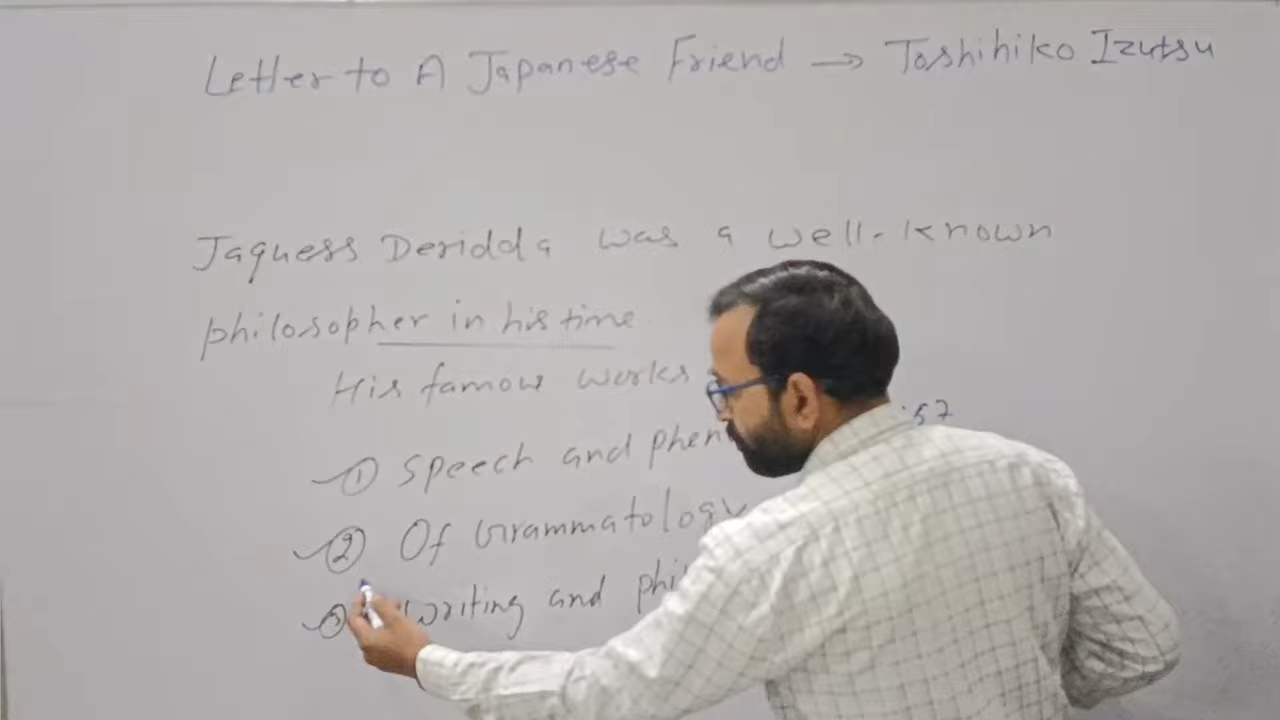 Letter to A Japanese Friend → Toshihiko Izutsu
Jaquess Deridda was a well-known
philosopher in his time.
His famous works
① Speech and phen
② Of Grammatology
③ writing and phi